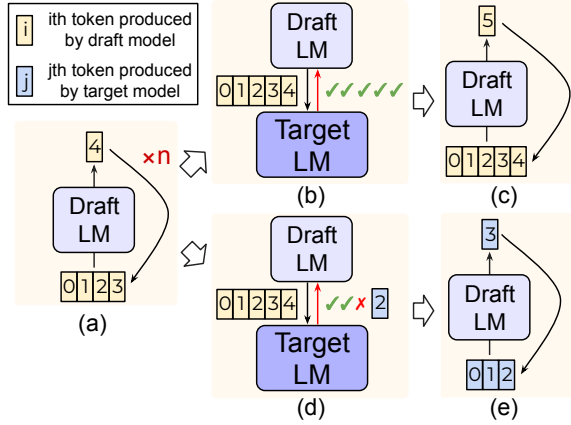 i ith token produced
by draft model
j jth token produced
by target model
4
×n
Draft
LM
0 1 2 3
(a)
Draft
LM
0 1 2 3 4 ✓✓✓✓✓
Target
LM
(b)
5
Draft
LM
0 1 2 3 4
(c)
Draft
LM
0 1 2 3 4 ✓✓✗ 2
Target
LM
(d)
3
Draft
LM
0 1 2
(e)